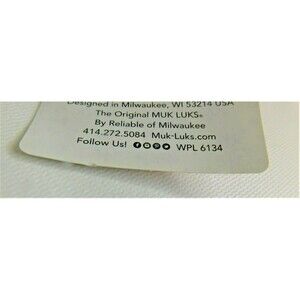 Designed in Milwaukee, WI 53214 USA
The Original MUK LUKS®
By Reliable of Milwaukee
414.272.5084 Muk-Luks.com
Follow Us! WPL 6134